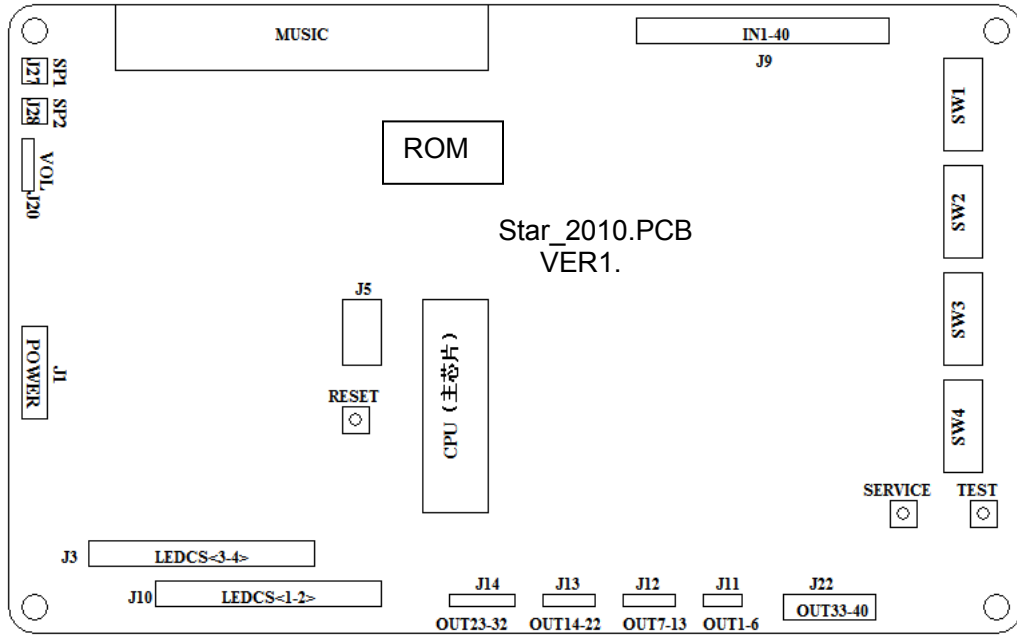 MUSIC
IN1-40
J9
J27
SP1
J28
SP2
VOL
J20
SW1
ROM
SW2
Star_2010.PCB
VER1.
J5
SW3
POWER
J1
CPU（主芯片）
RESET
SW4
SERVICE
TEST
J3
LEDCS<3-4>
J10
LEDCS<1-2>
J14
J13
J12
J11
J22
OUT33-40
OUT23-32
OUT14-22
OUT7-13
OUT1-6